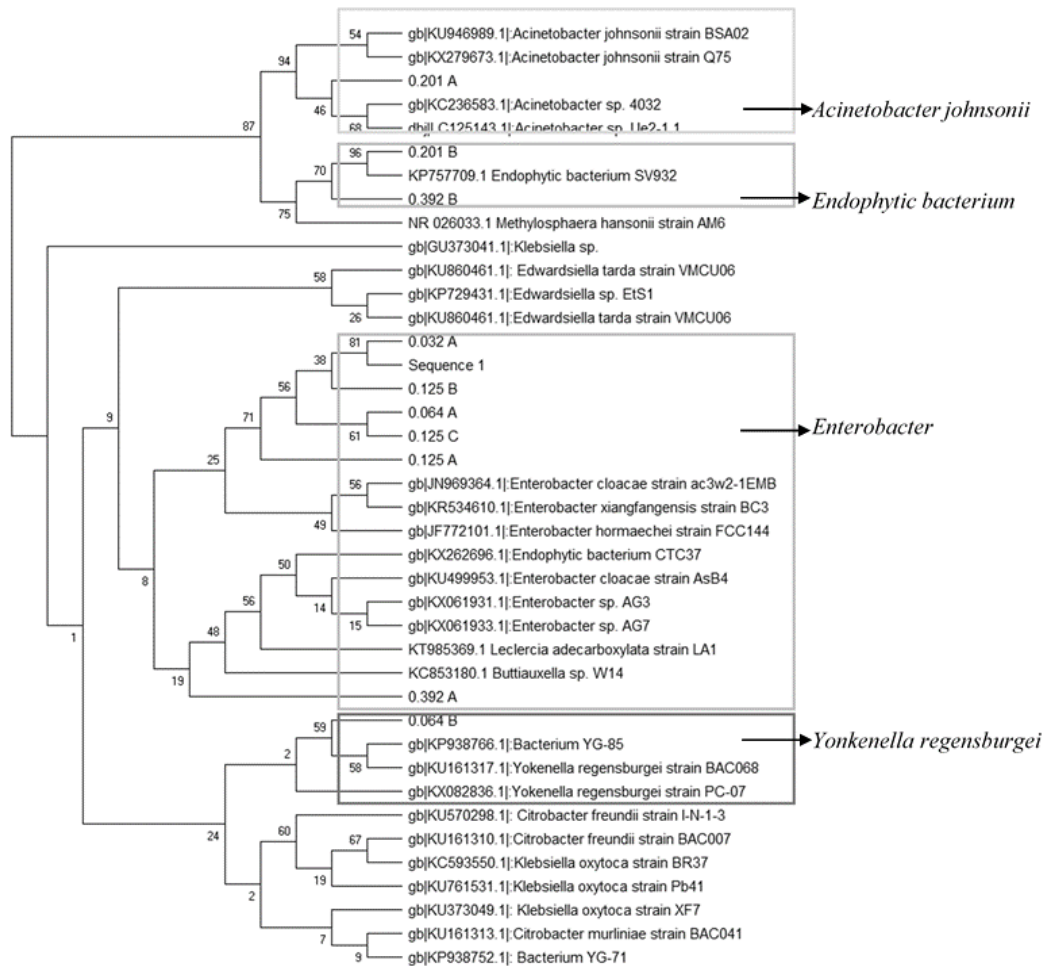 54
gb|KU946989.1|:Acinetobacter johnsonii strain BSA02
gb|KX279673.1|:Acinetobacter johnsonii strain Q75
94
0.201 A
46
gb|KC236583.1|:Acinetobacter sp. 4032
Acinetobacter johnsonii
68
dbj|LC125143.1|:Acinetobacter sp. Ue2-1.1
87
96
0.201 B
70
KP757709.1 Endophytic bacterium SV932
0.392 B
Endophytic bacterium
75
NR 026033.1 Methylosphaera hansonii strain AM6
gb|GU373041.1|:Klebsiella sp.
58
gb|KU860461.1|: Edwardsiella tarda strain VMCU06
gb|KP729431.1|:Edwardsiella sp. EtS1
26
gb|KU860461.1|:Edwardsiella tarda strain VMCU06
81
0.032 A
38
Sequence 1
56
0.125 B
9
71
0.064 A
61
0.125 C
Enterobacter
25
0.125 A
56
gb|JN969364.1|:Enterobacter cloacae strain ac3w2-1EMB
gb|KR534610.1|:Enterobacter xiangfangensis strain BC3
49
gb|JF772101.1|:Enterobacter hormaechei strain FCC144
50
gb|KX262696.1|:Endophytic bacterium CTC37
8
gb|KU499953.1|:Enterobacter cloacae strain AsB4
56
14
gb|KX061931.1|:Enterobacter sp. AG3
15
gb|KX061933.1|:Enterobacter sp. AG7
48
1
KT985369.1 Leclercia adecarboxylata strain LA1
KC853180.1 Buttiauxella sp. W14
19
0.392 A
59
0.064 B
2
gb|KP938766.1|:Bacterium YG-85
Yonkenella regensburgei
58
gb|KU161317.1|:Yokenella regensburgei strain BAC068
gb|KX082836.1|:Yokenella regensburgei strain PC-07
24
gb|KU570298.1|: Citrobacter freundii strain I-N-1-3
60
67
gb|KU161310.1|:Citrobacter freundii strain BAC007
gb|KC593550.1|:Klebsiella oxytoca strain BR37
19
gb|KU761531.1|:Klebsiella oxytoca strain Pb41
2
gb|KU373049.1|: Klebsiella oxytoca strain XF7
7
gb|KU161313.1|:Citrobacter murliniae strain BAC041
9
gb|KP938752.1|: Bacterium YG-71